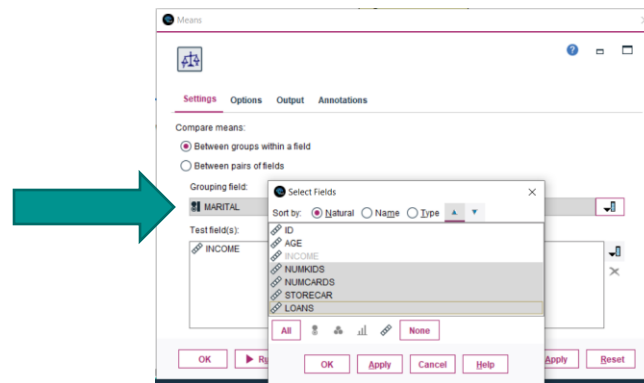 Means
Settings Options Output Annotations
Compare means:
Between groups within a field
Between pairs of fields
Grouping field:
MARITAL
Test field(s):
INCOME
Select Fields
Sort by: Natural Name Type
ID
AGE
INCOME
NUMKIDS
NUMCARDS
STORECAR
LOANS
All None
OK Apply Cancel Help
OK Apply Reset